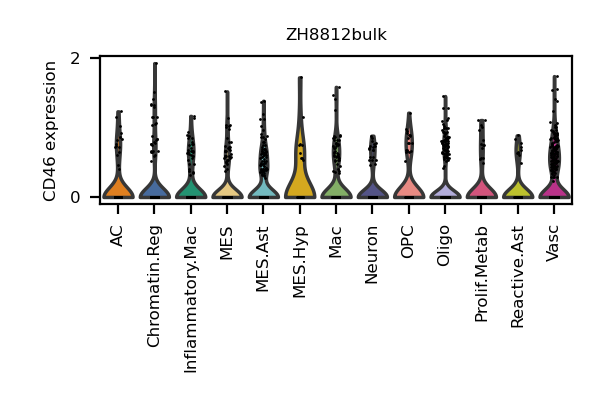 ZH8812bulk
CD46 expression
2
0
AC
Chromatin.Reg
Inflammatory.Mac
MES
MES.Ast
MES.Hyp
Mac
Neuron
OPC
Oligo
Prolif.Metab
Reactive.Ast
Vasc